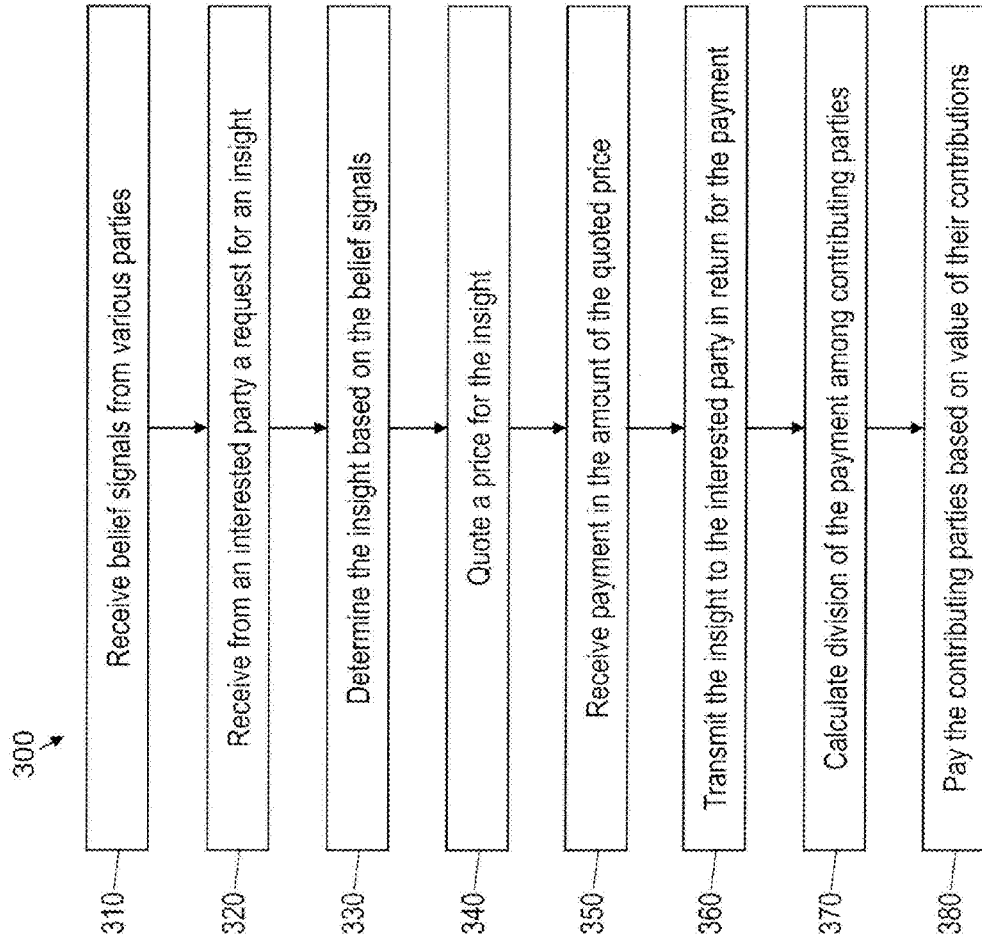 300
310
Receive belief signals from various parties
320
Receive from an interested party a request for an insight
330
Determine the insight based on the belief signals
340
Quote a price for the insight
350
Receive payment in the amount of the quoted price
360
Transmit the insight to the interested party in return for the payment
370
Calculate division of the payment among contributing parties
380
Pay the contributing parties based on value of their contributions